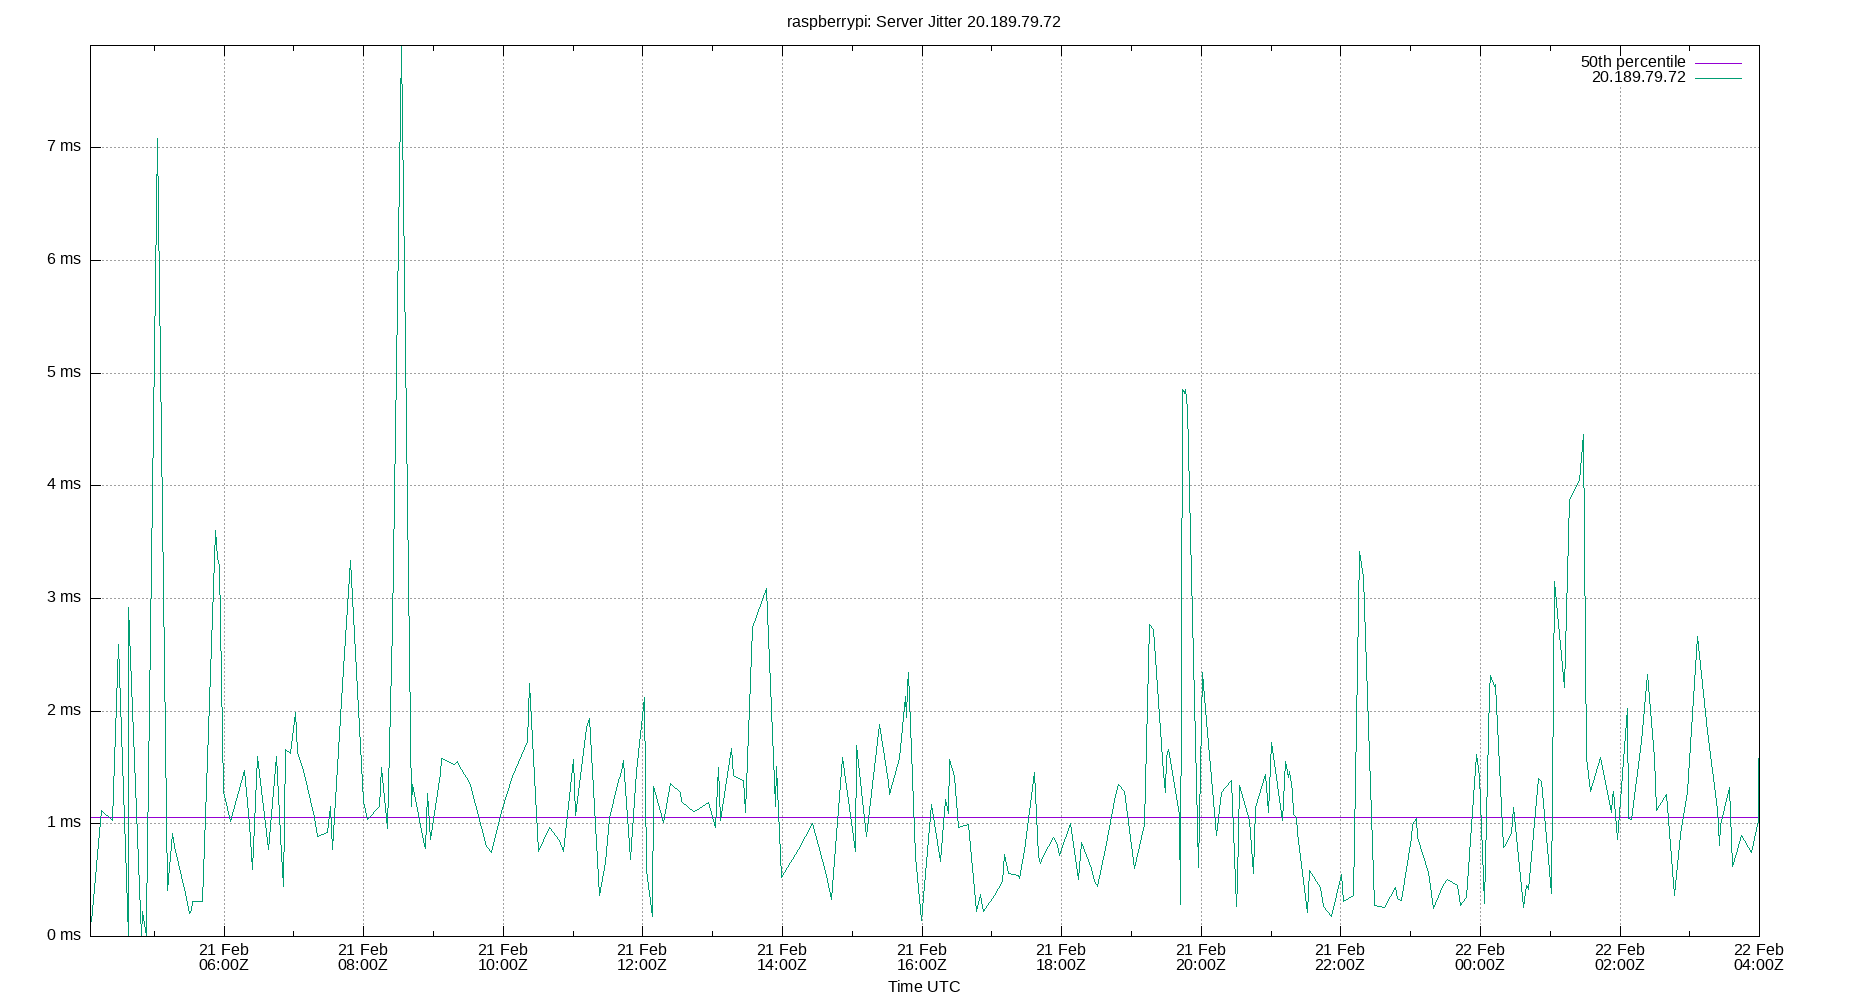 raspberrypi: Server Jitter 20.189.79.72
50th percentile
20.189.79.72
7 ms
6 ms
5 ms
4 ms
3 ms
2 ms
1 ms
0 ms
21 Feb 21 Feb 21 Feb 21 Feb 21 Feb 21 Feb 21 Feb 21 Feb 21 Feb 22 Feb 22 Feb 22 Feb
06:00Z 08:00Z 10:00Z 12:00Z 14:00Z 16:00Z 18:00Z 20:00Z 22:00Z 00:00Z 02:00Z 04:00Z
Time UTC